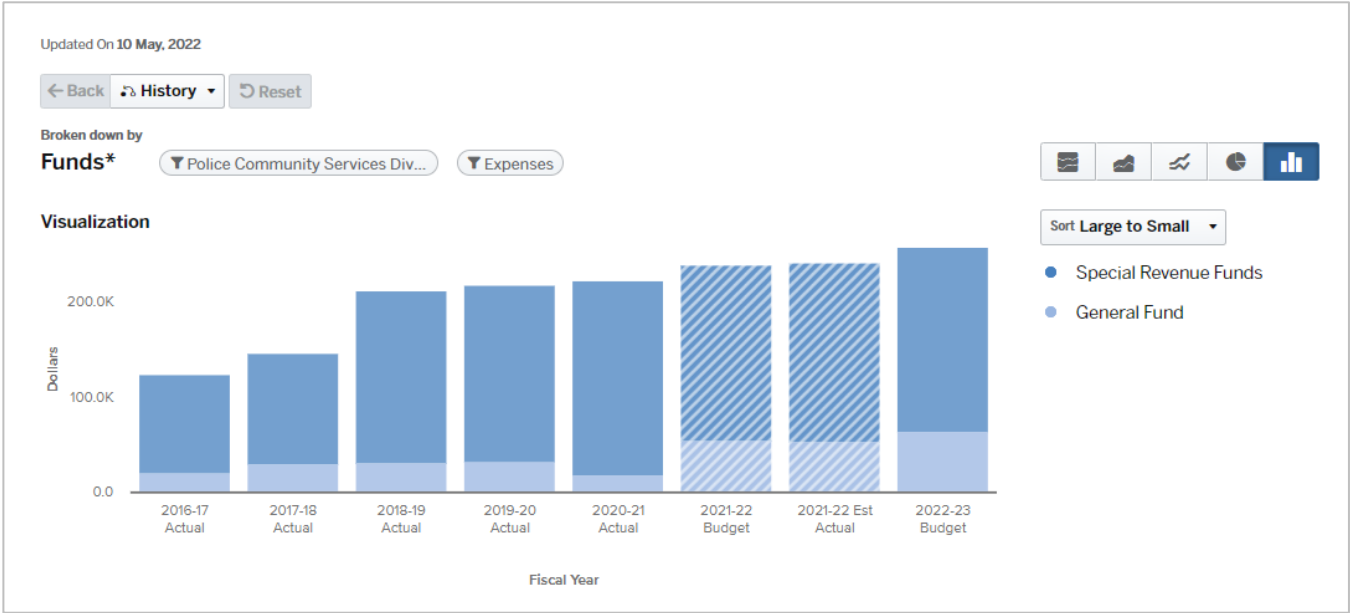 Updated On 10 May, 2022
Back
History
Reset
Broken down by
Funds*
Police Community Services Div...
Expenses
Visualization
Sort Large to Small
Special Revenue Funds
General Fund
200.0K
100.0K
0.0
Dollars
2016-17 Actual
2017-18 Actual
2018-19 Actual
2019-20 Actual
2020-21 Actual
2021-22 Budget
2021-22 Est Actual
2022-23 Budget
Fiscal Year